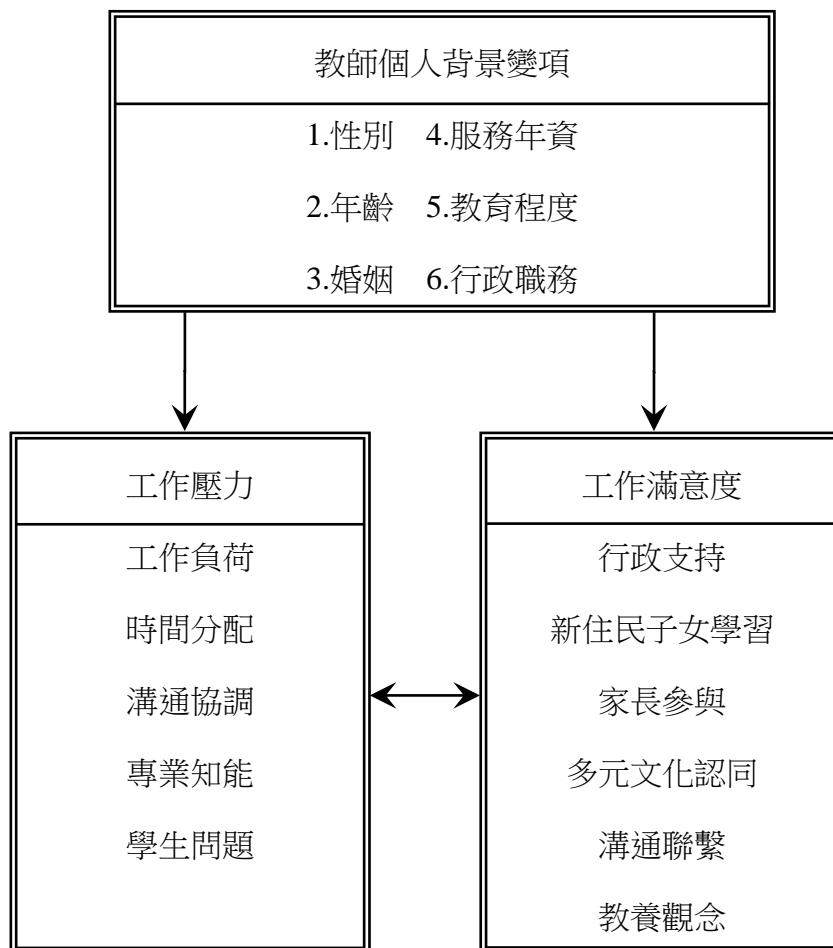 教師個人背景變項
1.性別 4.服務年資
2.年齡 5.教育程度
3.婚姻 6.行政職務
工作壓力
工作負荷
時間分配
溝通協調
專業知能
學生問題
工作滿意度
行政支持
新住民子女學習
家長參與
多元文化認同
溝通聯繫
教養觀念